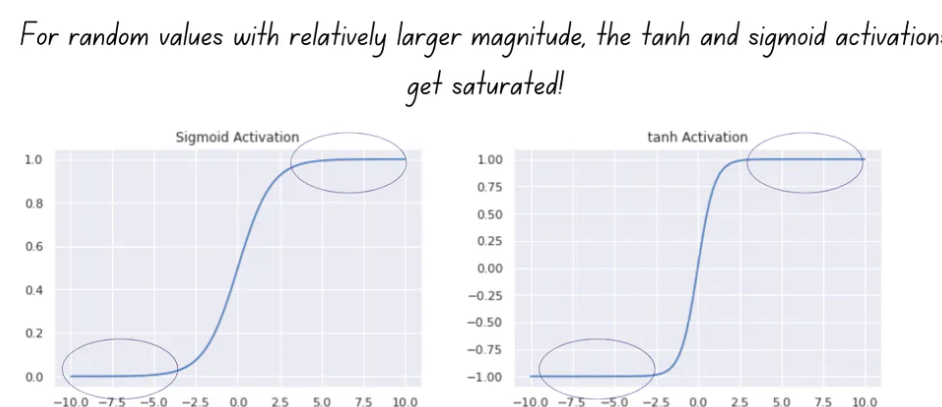 For random values with relatively larger magnitude, the tanh and sigmoid activations
get saturated!
Sigmoid Activation
1.0
0.8
0.6
0.4
0.2
0.0
−10.0 −7.5 −5.0 −2.5 0.0 2.5 5.0 7.5 10.0
tanh Activation
1.00
0.75
0.50
0.25
0.00
−0.25
−0.50
−0.75
−1.00
−10.0 −7.5 −5.0 −2.5 0.0 2.5 5.0 7.5 10.0